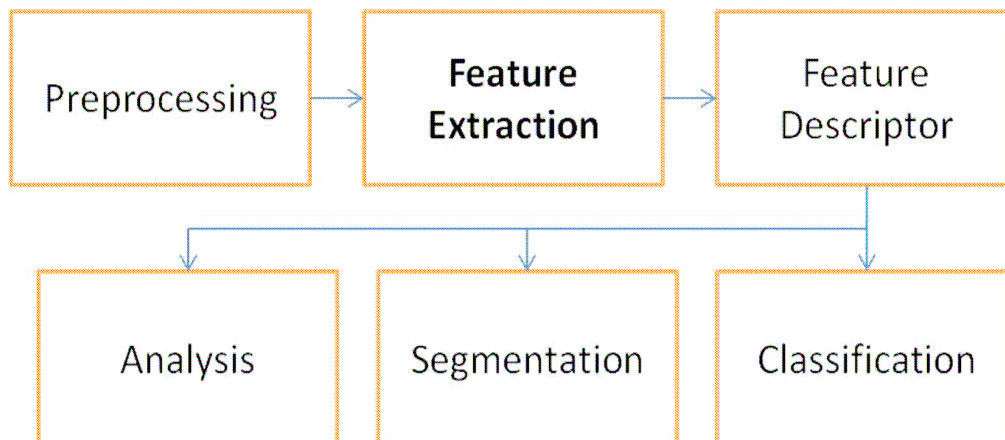 Preprocessing
Feature
Extraction
Feature
Descriptor
Analysis
Segmentation
Classification